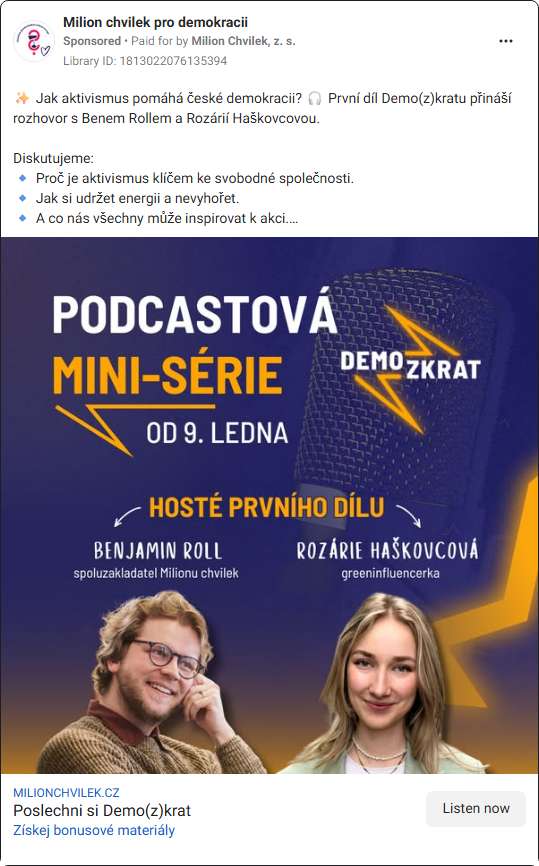 Milion chvilek pro demokracii
Sponsored • Paid for by Milion Chvilek, z. s.
Library ID: 1813022076135394
✨ Jak aktivismus pomáhá české demokracii? 🎧 První díl Demo(z)kratu přináší
rozhovor s Benem Rollem a Rozárií Haškovcovou.
Diskutujeme:
🔹 Proč je aktivismus klíčem ke svobodné společnosti.
🔹 Jak si udržet energii a nevyhořet.
🔹 A co nás všechny může inspirovat k akci....
PODCASTOVÁ
MINI-SÉRIE
OD 9. LEDNA
DEMO
ZKRAT
HOSTÉ PRVNÍHO DÍLU
BENJAMIN ROLL
spoluzakladatel Milionu chvilek
ROZÁRIE HAŠKOVCOVÁ
greeninfluencerka
MILIONCHVILEK.CZ
Poslechni si Demo(z)krat
Získej bonusové materiály
Listen now